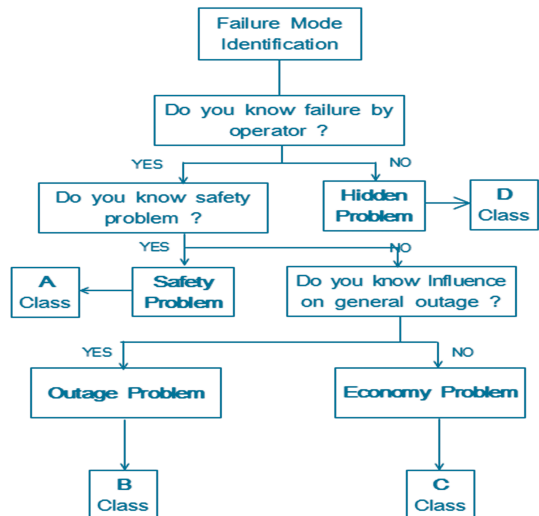 Failure Mode
Identification
Do you know failure by
operator ?
YES
NO
Do you know safety
problem ?
Hidden
Problem
D
Class
YES
NO
A
Class
Safety
Problem
Do you know Influence
on general outage ?
YES
NO
Outage Problem
Economy Problem
B
Class
C
Class